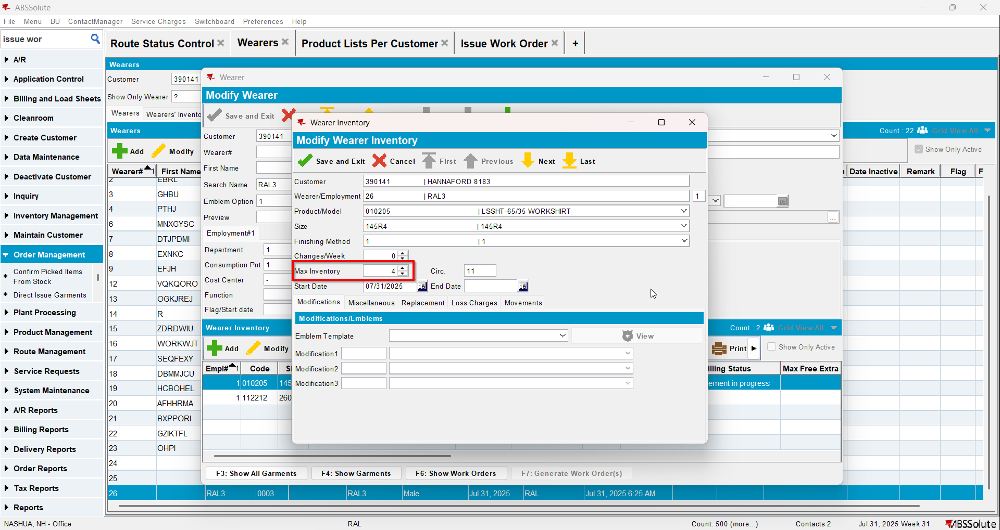 ABSSolute
File Menu BU ContactManager Service Charges Switchboard Preferences Help
issue wor
Route Status Control
Wearers
Product Lists Per Customer
Issue Work Order
+
A/R
Application Control
Billing and Load Sheets
Cleanroom
Create Customer
Data Maintenance
Deactivate Customer
Inquiry
Inventory Management
Maintain Customer
Order Management
Confirm Picked Items
From Stock
Direct Issue Garments
Plant Processing
Product Management
Route Management
Service Requests
System Maintenance
A/R Reports
Billing Reports
Delivery Reports
Order Reports
Tax Reports
Reports
Wearers
Customer 390141
Show Only Wearer ?
Wearers Wearers' Invento
Wearers
Count : 22 Grid View All
Add Modify
Show Only Active
Wearer# 1 First Name
Date Inactive Remark Flag F
2 EBRL
3 GHBU
4 PTHJ
6 MNXGYSC
7 DTJPDMI
8 EXNKC
9 EFJH
12 VQKQORO
13 OGKJREJ
14 R
15 ZDRDWIU
16 WORKWJT
17 SEQFEXY
18 DBMMJCU
19 HCBOHEL
20 AFHHRMA
21 BXPPORI
22 GZIKTFL
23 OHPI
24
25
26 RAL3 0003 RAL3 Male Jul 31, 2025 RAL Jul 31, 2025 6:25 AM
Wearer
Modify Wearer
Save and Exit
Customer 390141
Wearer#
First Name
Search Name RAL3
Emblem Option 1
Preview
16
...
Employment#1
Department 1
Consumption Pnt 1
Cost Center -
Function
Flag/Start date
Wearer Inventory
Count : 2 Grid View All
Add Modify
Print
Show Only Active
Empl# 1 Code S
illing Status Max Free Extra
1 010205 145
ement in progress
1 112212 260
F3: Show All Garments
F4: Show Garments
F6: Show Work Orders
F7: Generate Work Order(s)
Wearer Inventory
Modify Wearer Inventory
Save and Exit Cancel First Previous Next Last
Customer 390141 | HANNAFORD 8183
Wearer/Employment 26 | RAL3 1
Product/Model 010205 | LSSHT-65/35 WORKSHIRT
Size 145R4 | 145R4
Finishing Method 1 | 1
Changes/Week 0
Max Inventory 4 Circ. 11
Start Date 07/31/2025 16 End Date 16
Modifications Miscellaneous Replacement Loss Charges Movements
Modifications/Emblems
Emblem Template View
Modification1
Modification2
Modification3
NASHUA, NH - Office
RAL
Count: 500 (more...)
Contacts 2
Jul 31, 2025 Week 31
ABSSolute